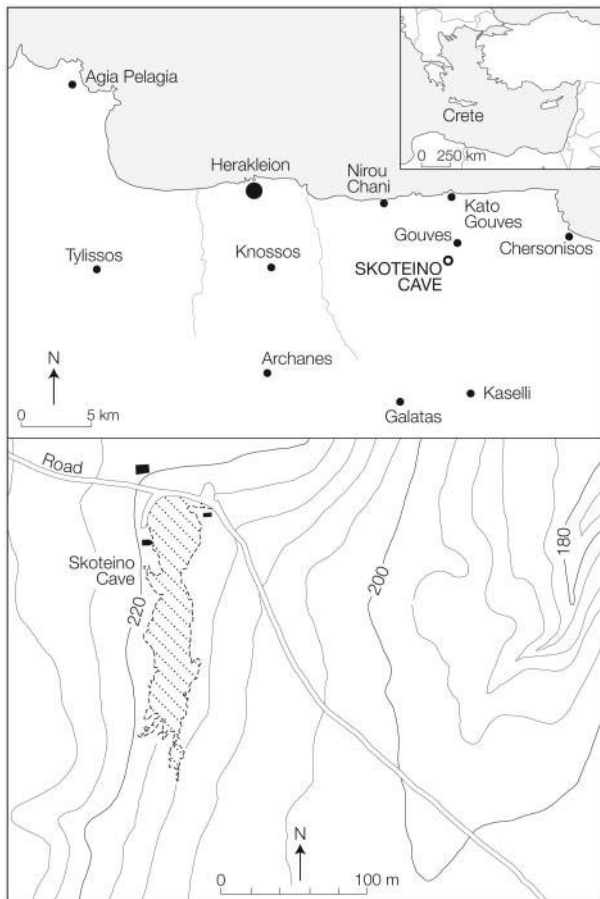 Agia Pelagia
Crete
0 250 km
Herakleion
Nirou
Chani
Kato
Gouves
Gouves
Chersonisos
Tylissos
Knossos
SKOTEINO
CAVE
N
Archanes
Kaselli
0 5 km
Galatas
Road
180
Skoteino
Cave
200
220
N
0 100 m